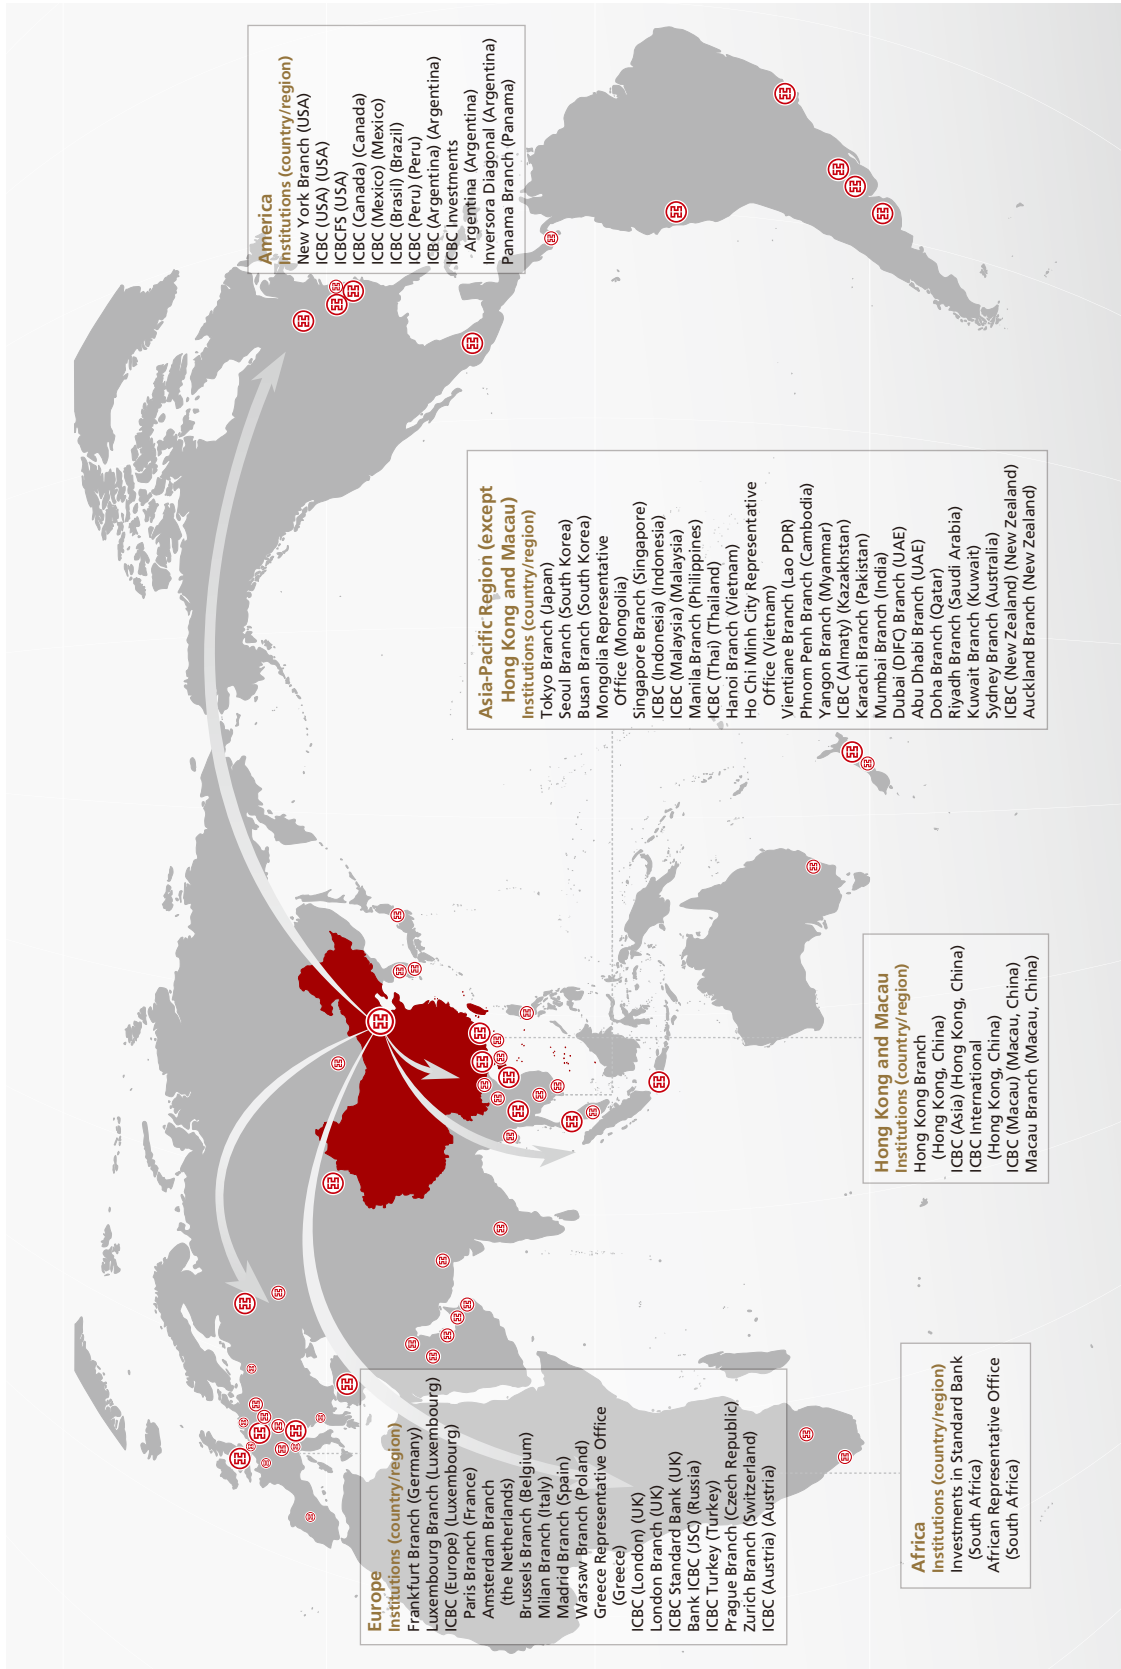 Europe
Institutions (country/region)
Frankfurt Branch (Germany)
Luxembourg Branch (Luxembourg)
ICBC (Europe) (Luxembourg)
Paris Branch (France)
Amsterdam Branch
(the Netherlands)
Brussels Branch (Belgium)
Milan Branch (Italy)
Madrid Branch (Spain)
Warsaw Branch (Poland)
Greece Representative Office
(Greece)
ICBC (London) (UK)
London Branch (UK)
ICBC Standard Bank (UK)
Bank ICBC (JSC) (Russia)
ICBC Turkey (Turkey)
Prague Branch (Czech Republic)
Zurich Branch (Switzerland)
ICBC (Austria) (Austria)
Africa
Institutions (country/region)
Investments in Standard Bank
(South Africa)
African Representative Office
(South Africa)
Hong Kong and Macau
Institutions (country/region)
Hong Kong Branch
(Hong Kong, China)
ICBC (Asia) (Hong Kong, China)
ICBC International
(Hong Kong, China)
ICBC (Macau) (Macau, China)
Macau Branch (Macau, China)
Asia-Pacific Region (except
Hong Kong and Macau)
Institutions (country/region)
Tokyo Branch (Japan)
Seoul Branch (South Korea)
Busan Branch (South Korea)
Mongolia Representative
Office (Mongolia)
Singapore Branch (Singapore)
ICBC (Indonesia) (Indonesia)
ICBC (Malaysia) (Malaysia)
Manila Branch (Philippines)
ICBC (Thai) (Thailand)
Hanoi Branch (Vietnam)
Ho Chi Minh City Representative
Office (Vietnam)
Vientiane Branch (Lao PDR)
Phnom Penh Branch (Cambodia)
Yangon Branch (Myanmar)
ICBC (Almaty) (Kazakhstan)
Karachi Branch (Pakistan)
Mumbai Branch (India)
Dubai (DIFC) Branch (UAE)
Abu Dhabi Branch (UAE)
Doha Branch (Qatar)
Riyadh Branch (Saudi Arabia)
Kuwait Branch (Kuwait)
Sydney Branch (Australia)
ICBC (New Zealand) (New Zealand)
Auckland Branch (New Zealand)
America
Institutions (country/region)
New York Branch (USA)
ICBC (USA) (USA)
ICBCFS (USA)
ICBC (Canada) (Canada)
ICBC (Mexico) (Mexico)
ICBC (Brasil) (Brazil)
ICBC (Peru) (Peru)
ICBC (Argentina) (Argentina)
ICBC Investments
Argentina (Argentina)
Inversora Diagonal (Argentina)
Panama Branch (Panama)